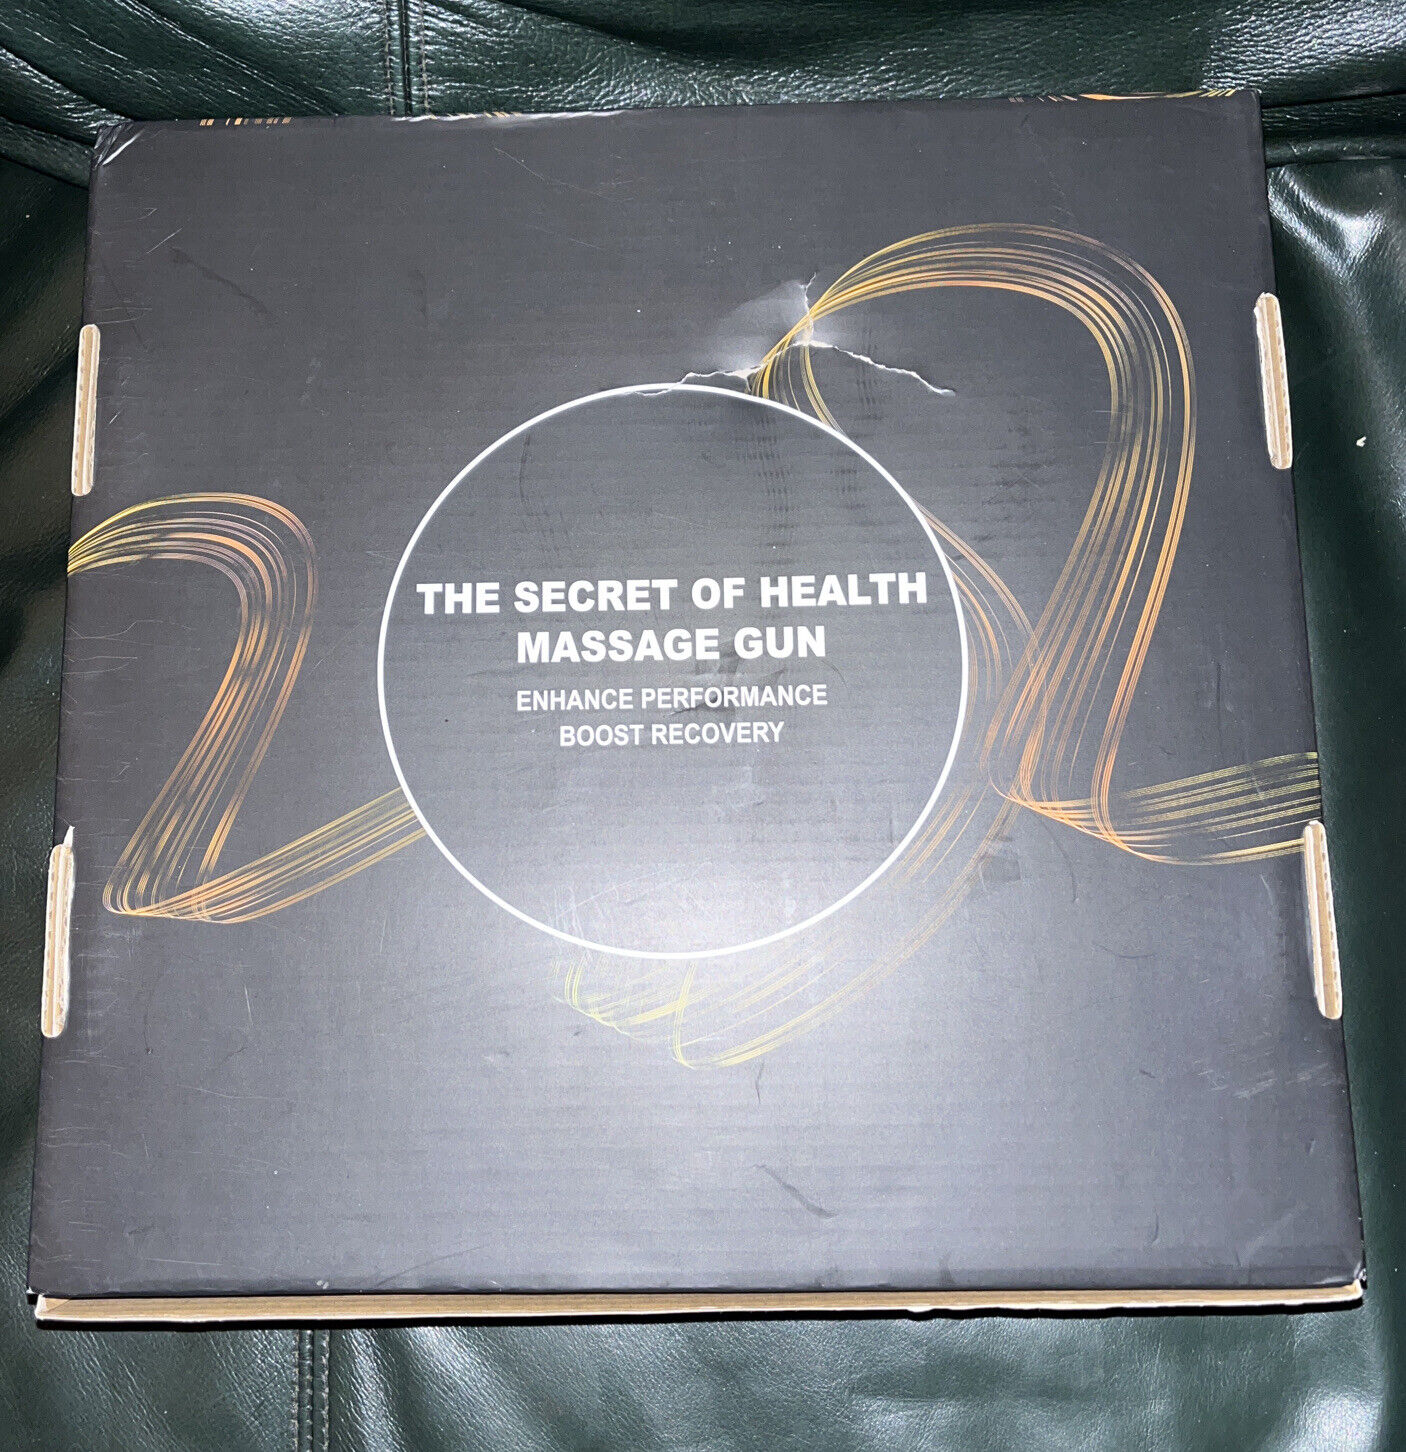 THE SECRET OF HEALTH
MASSAGE GUN
ENHANCE PERFORMANCE
BOOST RECOVERY